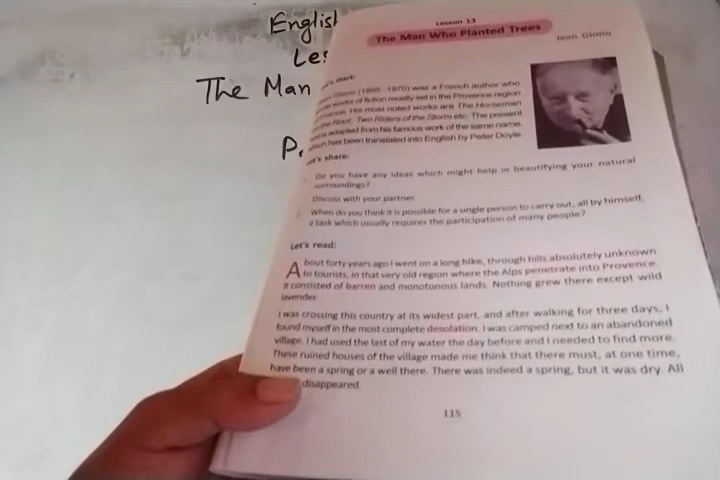 English
Les
The Man
P
Lesson 13
The Man Who Planted Trees
Jean Giono
Let's start:
Giono (1895-1970) was a French author who
works of fiction mostly set in the Provence region
France. His most noted works are The Horseman
on the Roof, Two Riders of the Storm etc. The present
is adapted from his famous work of the same name,
which has been translated into English by Peter Doyle.
Let's share:
Do you have any ideas which might help in beautifying your natural
surroundings?
Discuss with your partner.
When do you think it is possible for a single person to carry out, all by himself,
a task which usually requires the participation of many people?
Let's read:
About forty years ago I went on a long hike, through hills absolutely unknown
to tourists, in that very old region where the Alps penetrate into Provence.
It consisted of barren and monotonous lands. Nothing grew there except wild
lavender.
I was crossing this country at its widest part, and after walking for three days, I
found myself in the most complete desolation. I was camped next to an abandoned
village. I had used the last of my water the day before and I needed to find more.
These ruined houses of the village made me think that there must, at one time,
have been a spring or a well there. There was indeed a spring, but it was dry. All
disappeared.
115